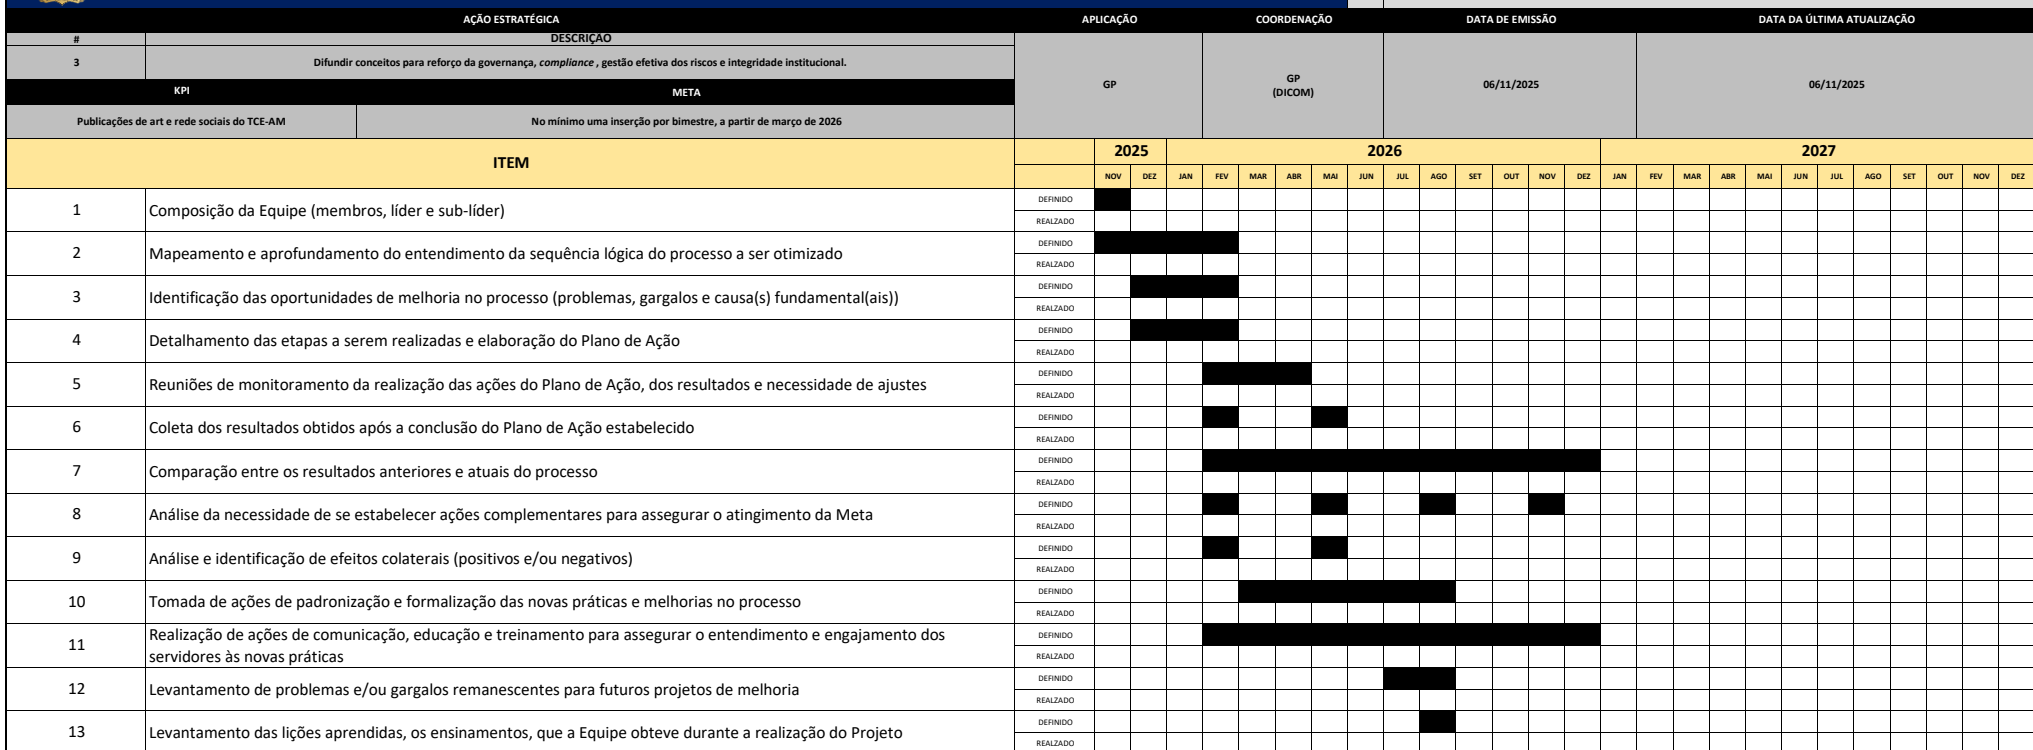 AÇÃO ESTRATÉGICA APLICAÇÃO COORDENAÇÃO DATA DE EMISSÃO DATA DA ÚLTIMA ATUALIZAÇÃO
# DESCRIÇÃO
3 Difundir conceitos para reforço da governança, compliance , gestão efetiva dos riscos e integridade institucional.
GP GP 06/11/2025 06/11/2025
(DICOM)
KPI META
Publicações de art e rede sociais do TCE-AM No mínimo uma inserção por bimestre, a partir de março de 2026
ITEM 2025 2026 2027
NOV DEZ JAN FEV MAR ABR MAI JUN JUL AGO SET OUT NOV DEZ JAN FEV MAR ABR MAI JUN JUL AGO SET OUT NOV DEZ
1 Composição da Equipe (membros, líder e sub-líder) DEFINIDO
REALZADO
2 Mapeamento e aprofundamento do entendimento da sequência lógica do processo a ser otimizado DEFINIDO
REALZADO
3 Identificação das oportunidades de melhoria no processo (problemas, gargalos e causa(s) fundamental(ais)) DEFINIDO
REALZADO
4 Detalhamento das etapas a serem realizadas e elaboração do Plano de Ação DEFINIDO
REALZADO
5 Reuniões de monitoramento da realização das ações do Plano de Ação, dos resultados e necessidade de ajustes DEFINIDO
REALZADO
6 Coleta dos resultados obtidos após a conclusão do Plano de Ação estabelecido DEFINIDO
REALZADO
7 Comparação entre os resultados anteriores e atuais do processo DEFINIDO
REALZADO
8 Análise da necessidade de se estabelecer ações complementares para assegurar o atingimento da Meta DEFINIDO
REALZADO
9 Análise e identificação de efeitos colaterais (positivos e/ou negativos) DEFINIDO
REALZADO
10 Tomada de ações de padronização e formalização das novas práticas e melhorias no processo DEFINIDO
REALZADO
11 Realização de ações de comunicação, educação e treinamento para assegurar o entendimento e engajamento dos DEFINIDO
servidores às novas práticas REALZADO
12 Levantamento de problemas e/ou gargalos remanescentes para futuros projetos de melhoria DEFINIDO
REALZADO
13 Levantamento das lições aprendidas, os ensinamentos, que a Equipe obteve durante a realização do Projeto DEFINIDO
REALZADO